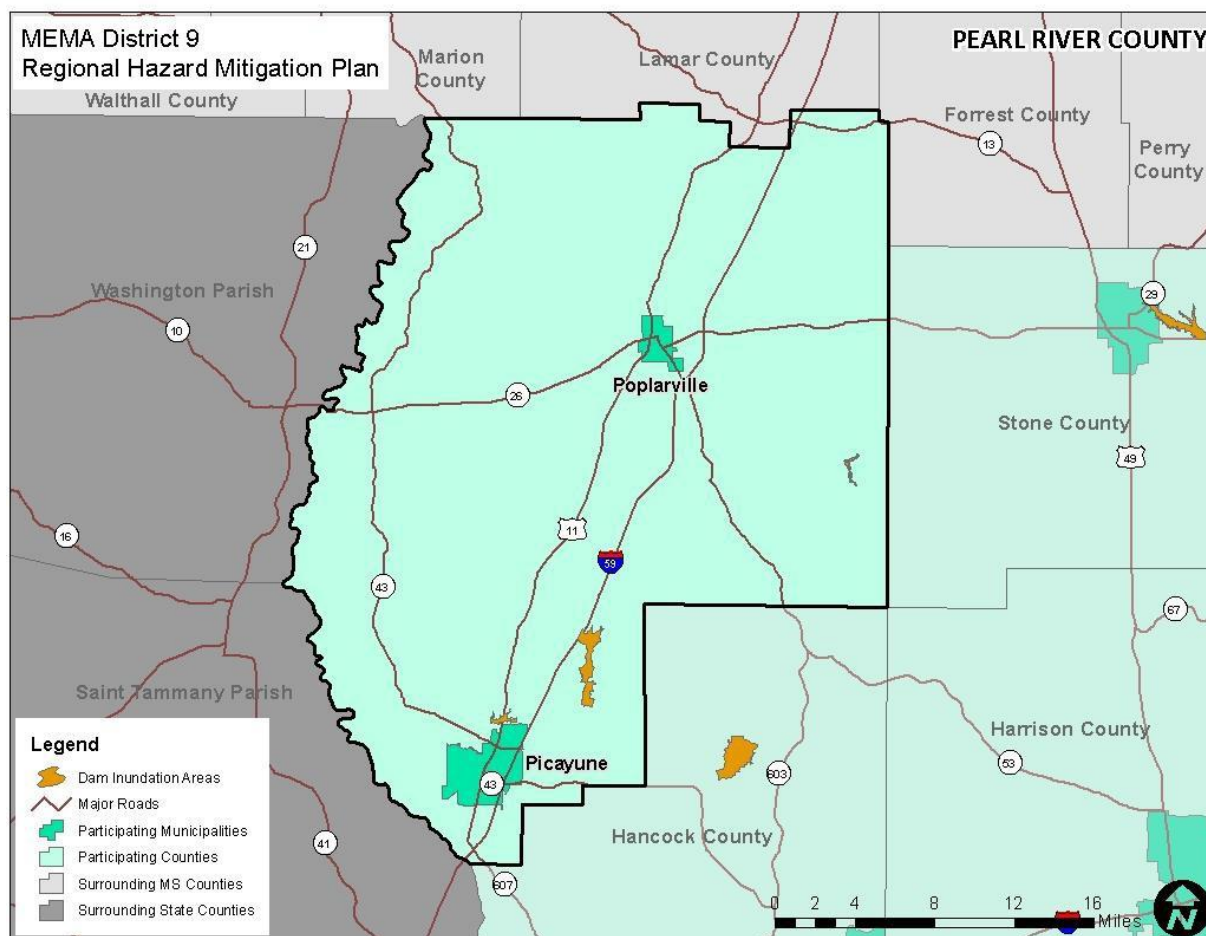 MEMA District 9
Regional Hazard Mitigation Plan
PEARL RIVER COUNTY
Marion
County
Lamar County
Walthall County
Forrest County
13
Perry
County
21
Washington Parish
29
10
Poplarville
26
Stone County
49
16
11
59
43
67
Saint Tammany Parish
Harrison County
Picayune
53
43
603
Hancock County
41
607
Legend
Dam Inundation Areas
Major Roads
Participating Municipalities
Participating Counties
Surrounding MS Counties
Surrounding State Counties
0 2 4 8 12 16
Miles
N